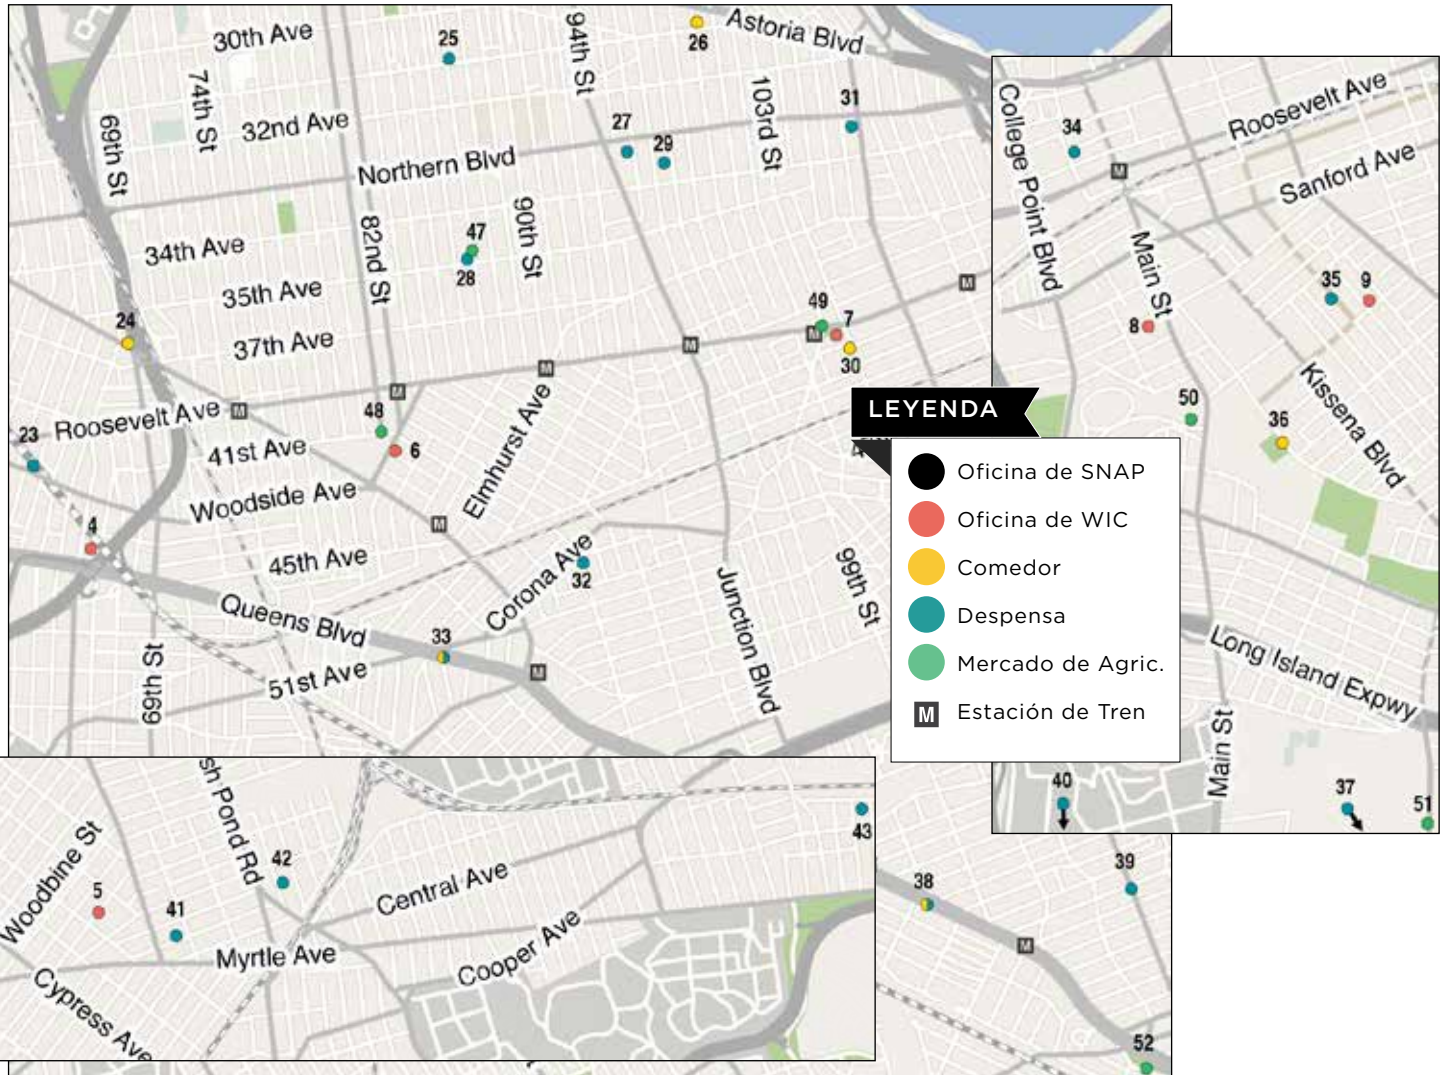 30th Ave
25
94th St
26
Astoria Blvd
74th St
69th St
32nd Ave
27
29
103rd St
31
Northern Blvd
34th Ave
82nd St
47
28
90th St
35th Ave
24
37th Ave
49
7
30
Roosevelt Ave
23
48
6
41st Ave
Elmhurst Ave
Woodside Ave
4
45th Ave
Corona Ave
32
Queens Blvd
33
51st Ave
69th St
Junction Blvd
99th St
College Point Blvd
34
Roosevelt Ave
Sanford Ave
Main St
35
9
8
50
36
Kissena Blvd
Long Island Expwy
Main St
40
37
51
LEYENDA
Oficina de SNAP
Oficina de WIC
Comedor
Despensa
Mercado de Agric.
M Estación de Tren
sh Pond Rd
Woodbine St
5
41
42
43
Central Ave
Myrtle Ave
Cooper Ave
Cypress Ave
38
39
52
M
M
M
M
M
M
M
M
M
M